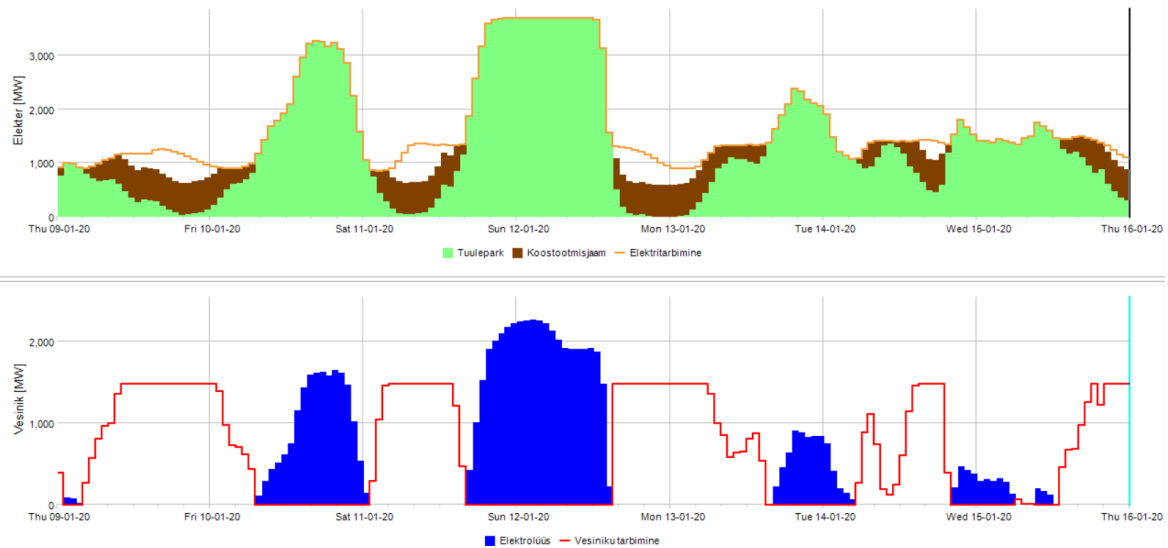 Elekter [MW]
3,000
2,000
1,000
0
Thu 09-01-20 Fri 10-01-20 Sat 11-01-20 Sun 12-01-20 Mon 13-01-20 Tue 14-01-20 Wed 15-01-20 Thu 16-01-20
Tuulepark Koostootmisjaam Elektritarbimine
Vesinik [MW]
2,000
1,000
0
Thu 09-01-20 Fri 10-01-20 Sat 11-01-20 Sun 12-01-20 Mon 13-01-20 Tue 14-01-20 Wed 15-01-20 Thu 16-01-20
Elektrolüüs Vesiniku tarbimine